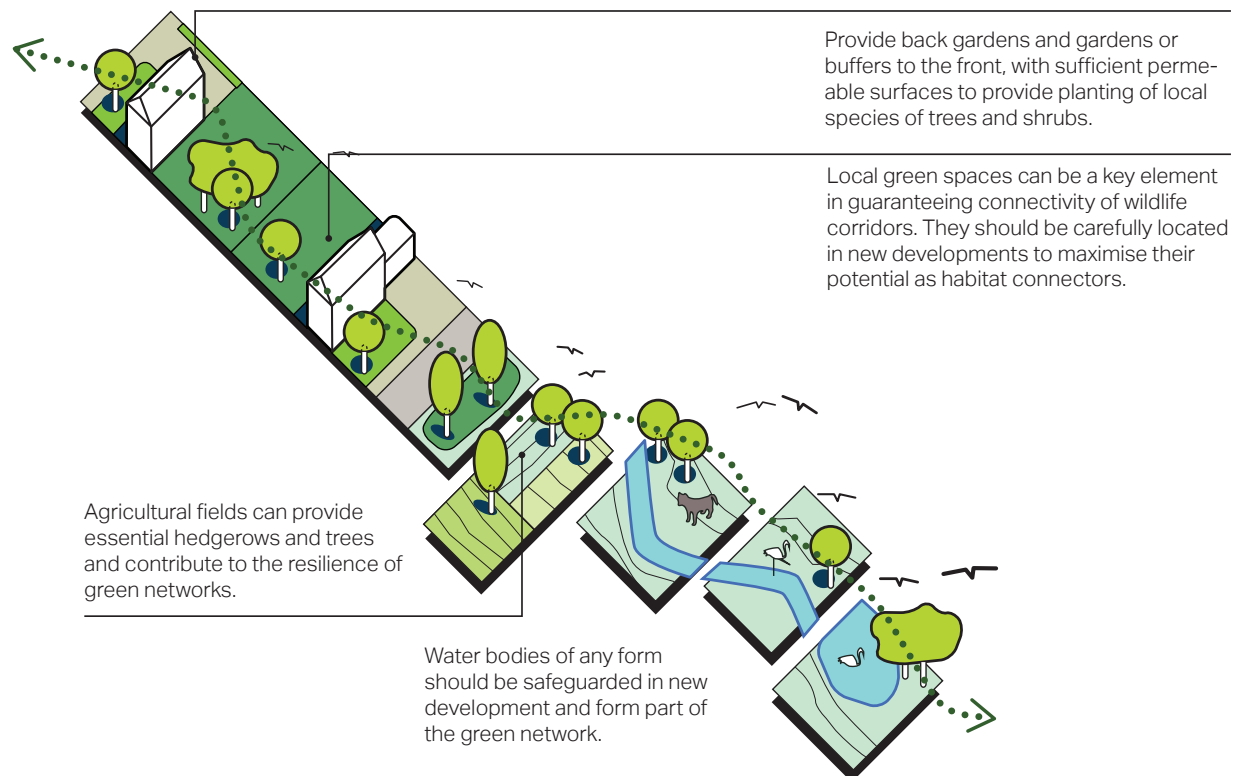 Provide back gardens and gardens or
buffers to the front, with sufficient perme-
able surfaces to provide planting of local
species of trees and shrubs.
Local green spaces can be a key element
in guaranteeing connectivity of wildlife
corridors. They should be carefully located
in new developments to maximise their
potential as habitat connectors.
Agricultural fields can provide
essential hedgerows and trees
and contribute to the resilience of
green networks.
Water bodies of any form
should be safeguarded in new
development and form part of
the green network.